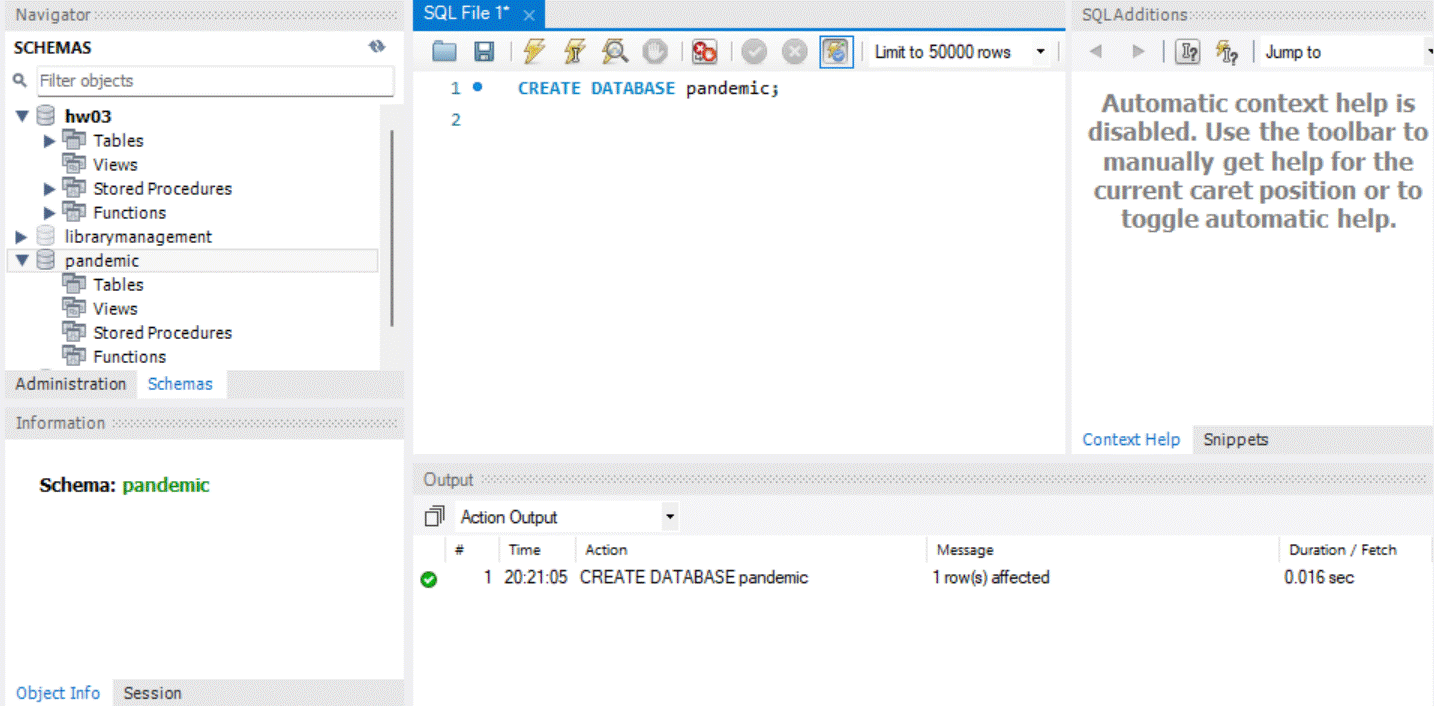 Navigator
SCHEMAS
Filter objects
hw03
Tables
Views
Stored Procedures
Functions
librarymanagement
pandemic
Tables
Views
Stored Procedures
Functions
Administration Schemas
Information
Schema: pandemic
Object Info Session
SQL File 1*
Limit to 50000 rows
1 CREATE DATABASE pandemic;
2
SQLAdditions
Jump to
Automatic context help is
disabled. Use the toolbar to
manually get help for the
current caret position or to
toggle automatic help.
Context Help Snippets
Output
Action Output
# Time Action Message Duration / Fetch
1 20:21:05 CREATE DATABASE pandemic 1 row(s) affected 0.016 sec